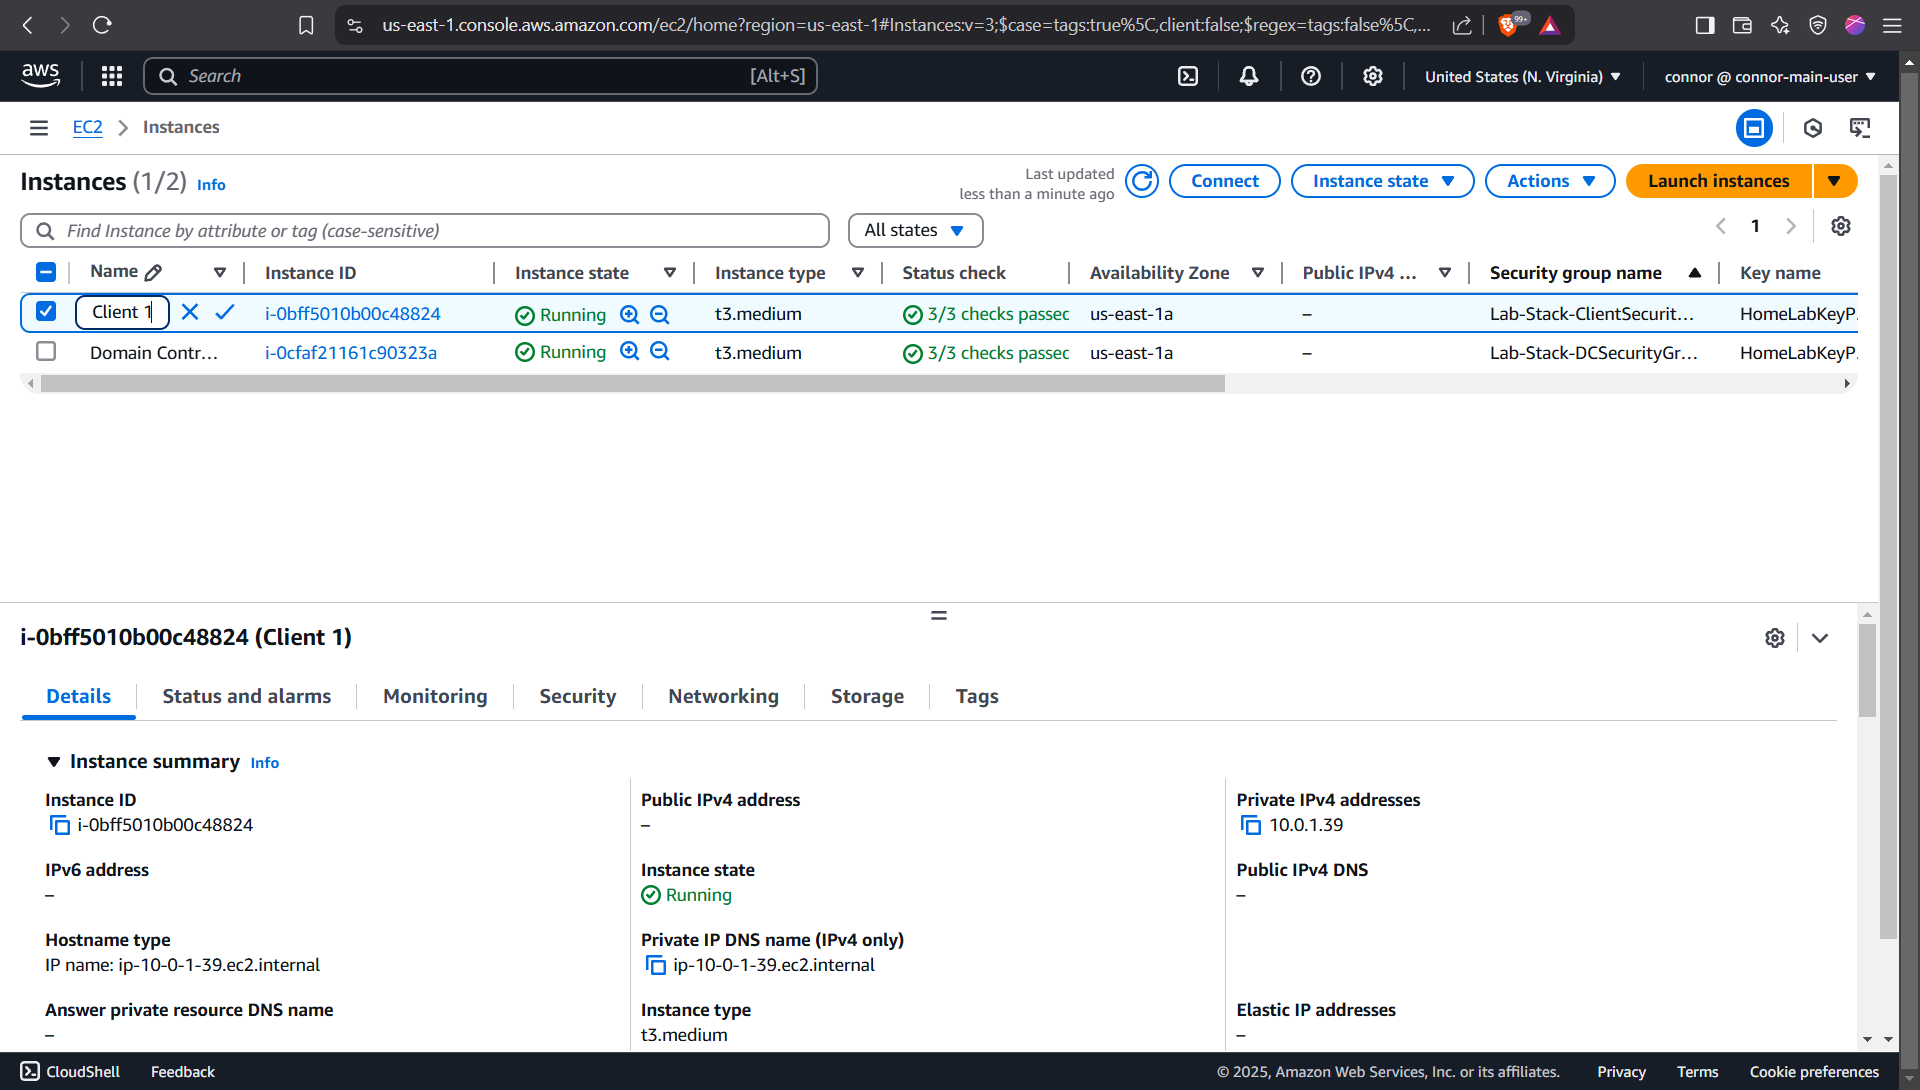 us-east-1.console.aws.amazon.com/ec2/home?region=us-east-1#Instances:v=3;$case=tags:true%5C,client:false;$regex=tags:false%5C,...
99+
aws
Search [Alt+S]
United States (N. Virginia)
connor @ connor-main-user
EC2 Instances
Instances (1/2) Info
Last updated
less than a minute ago
Connect
Instance state
Actions
Launch instances
Find Instance by attribute or tag (case-sensitive)
All states
1
Name Instance ID Instance state Instance type Status check Availability Zone Public IPv4 ... Security group name Key name
Client 1 i-0bff5010b00c48824 Running t3.medium 3/3 checks passec us-east-1a – Lab-Stack-ClientSecurit... HomeLabKeyP.
Domain Contr... i-0cfaf21161c90323a Running t3.medium 3/3 checks passec us-east-1a – Lab-Stack-DCSecurityGr... HomeLabKeyP.
i-0bff5010b00c48824 (Client 1)
Details Status and alarms Monitoring Security Networking Storage Tags
Instance summary Info
Instance ID
i-0bff5010b00c48824
Public IPv4 address
–
Private IPv4 addresses
10.0.1.39
IPv6 address
–
Instance state
Running
Public IPv4 DNS
–
Hostname type
IP name: ip-10-0-1-39.ec2.internal
Private IP DNS name (IPv4 only)
ip-10-0-1-39.ec2.internal
Answer private resource DNS name
–
Instance type
t3.medium
Elastic IP addresses
–
CloudShell Feedback © 2025, Amazon Web Services, Inc. or its affiliates. Privacy Terms Cookie preferences